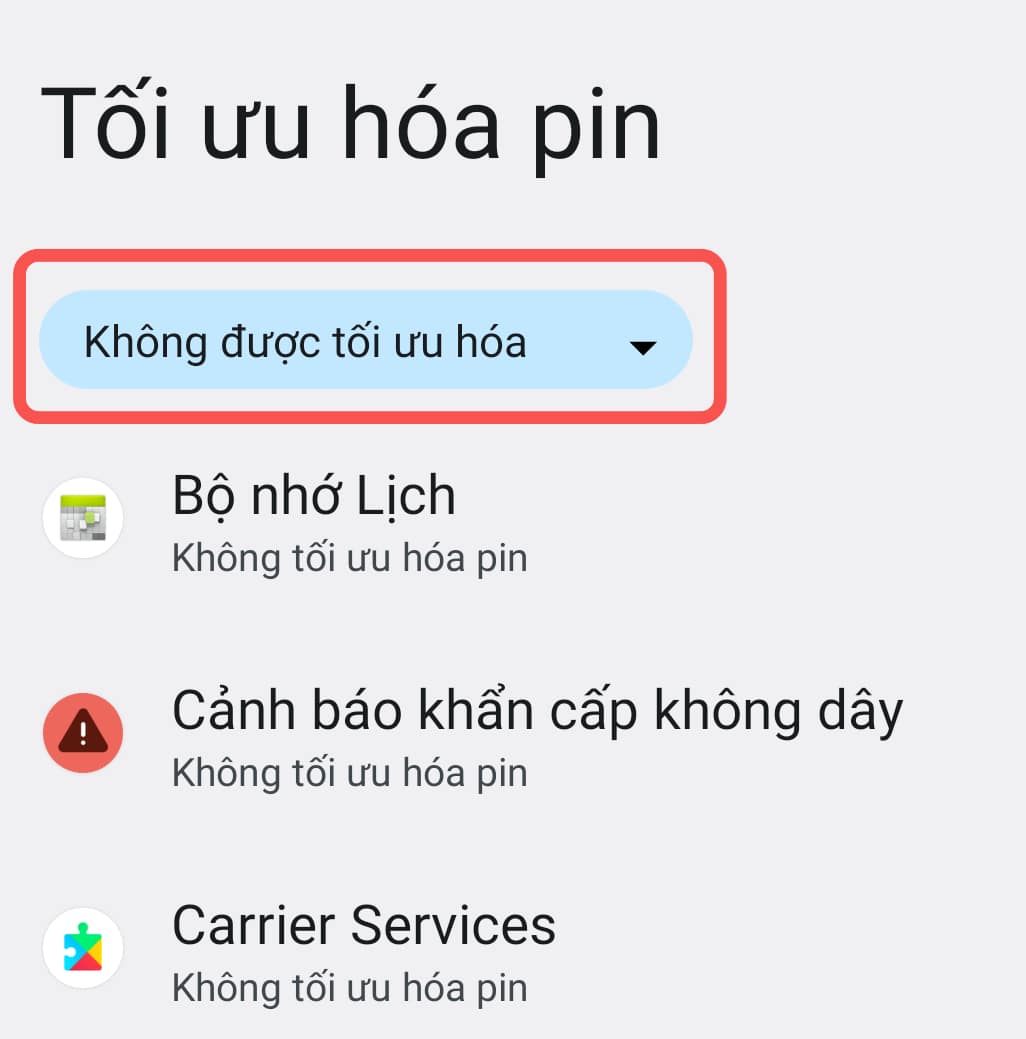 Tối ưu hóa pin
Không được tối ưu hóa
Bộ nhớ Lịch
Không tối ưu hóa pin
Cảnh báo khẩn cấp không dây
Không tối ưu hóa pin
Carrier Services
Không tối ưu hóa pin